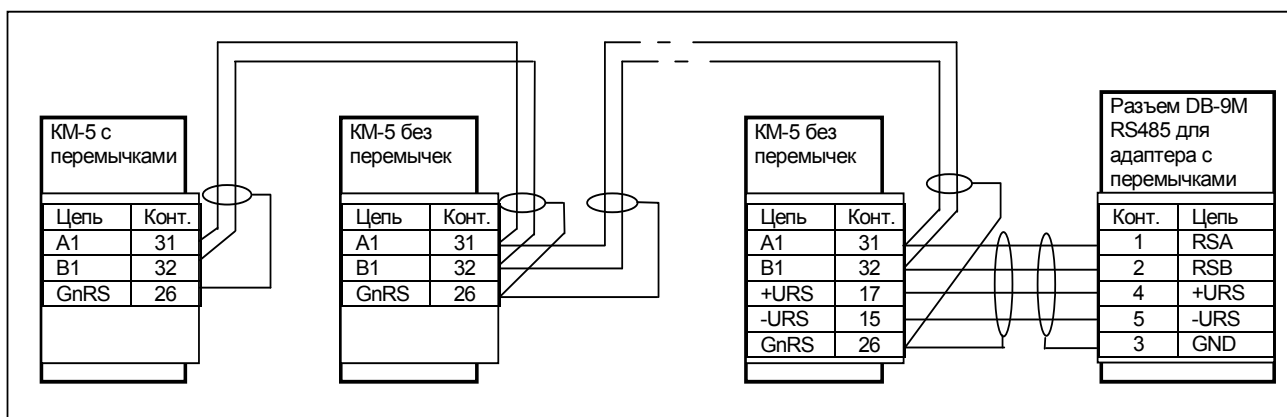 КМ-5 с
перемычками
Цепь Конт.
A1 31
B1 32
GnRS 26
КМ-5 без
перемычек
Цепь Конт.
A1 31
B1 32
GnRS 26
КМ-5 без
перемычек
Цепь Конт.
A1 31
B1 32
+URS 17
-URS 15
GnRS 26
Разъем DB-9M
RS485 для
адаптера с
перемычками
Конт. Цепь
1 RSA
2 RSB
4 +URS
5 -URS
3 GND